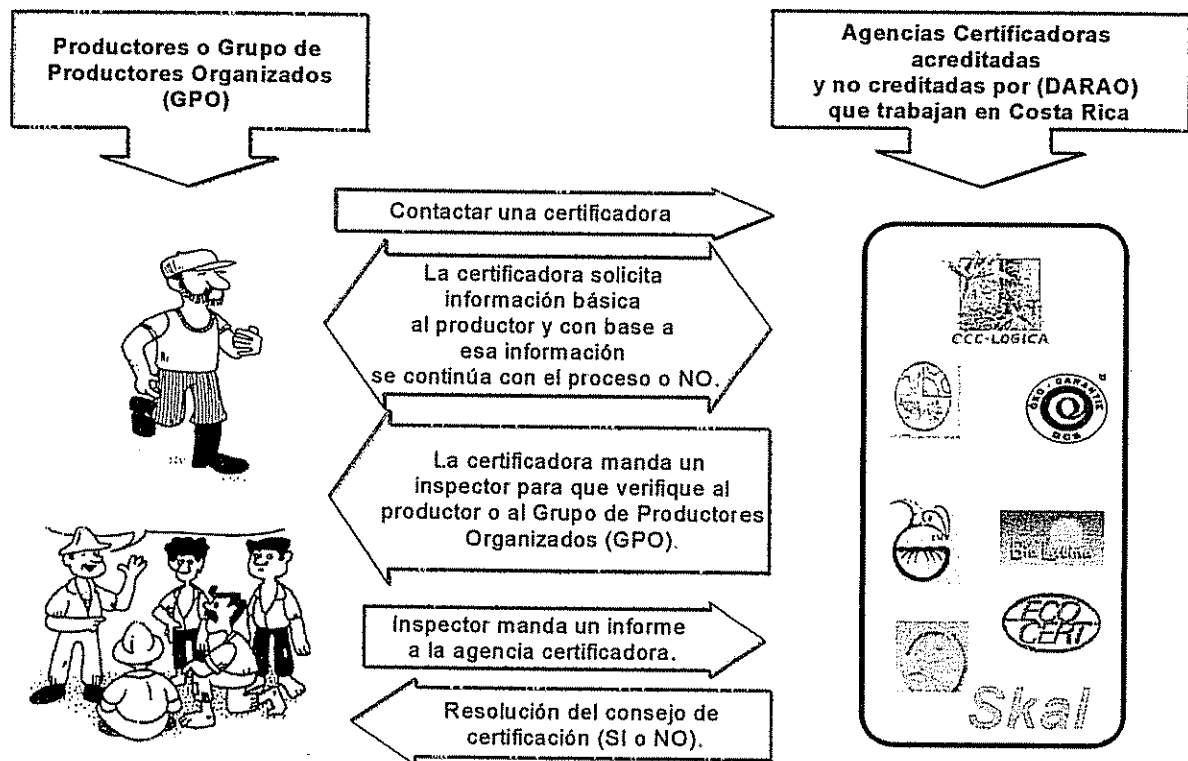 Productores o Grupo de
Productores Organizados
(GPO)
Agencias Certificadoras
acreditadas
y no creditadas por (DARAO)
que trabajan en Costa Rica
Contactar una certificadora
La certificadora solicita
información básica
al productor y con base a
esa información
se continúa con el proceso o NO.
La certificadora manda un
inspector para que verifique al
productor o al Grupo de Productores
Organizados (GPO).
Inspector manda un informe
a la agencia certificadora.
Resolución del consejo de
certificación (SI o NO).
CCC-LOGICA
ÖKO - GARANTIE
BCS
ECO
CERT
Skal